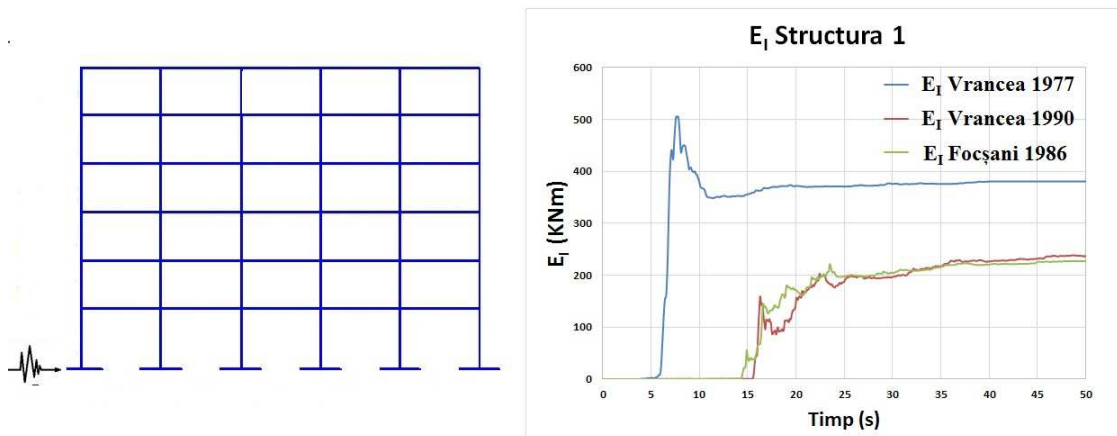 E_I Structura 1
600
500
400
300
200
100
0
E_I (KNm)
E_I Vrancea 1977
E_I Vrancea 1990
E_I Focșani 1986
0 5 10 15 20 25 30 35 40 45 50
Timp (s)